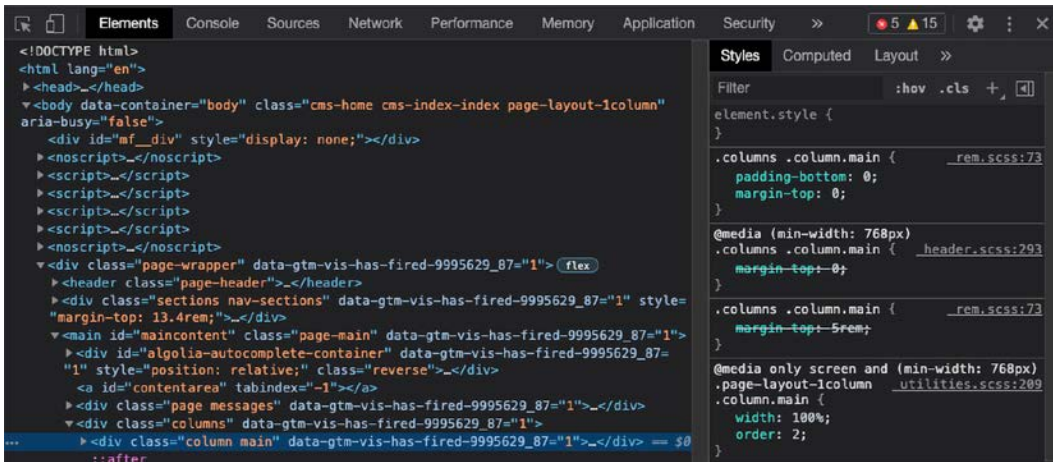 Elements Console Sources Network Performance Memory Application Security » 5 15
<!DOCTYPE html>
<html lang="en">
▶<head>…</head>
▼<body data-container="body" class="cms-home cms-index-index page-layout-1column"
aria-busy="false">
<div id="mf__div" style="display: none;"></div>
▶<noscript>…</noscript>
▶<script>…</script>
▶<script>…</script>
▶<script>…</script>
▶<script>…</script>
▶<noscript>…</noscript>
▼<div class="page-wrapper" data-gtm-vis-has-fired-9995629_87="1"> flex
▶<header class="page-header">…</header>
▶<div class="sections nav-sections" data-gtm-vis-has-fired-9995629_87="1" style=
"margin-top: 13.4rem;">…</div>
▼<main id="maincontent" class="page-main" data-gtm-vis-has-fired-9995629_87="1">
▶<div id="algolia-autocomplete-container" data-gtm-vis-has-fired-9995629_87=
"1" style="position: relative;" class="reverse">…</div>
<a id="contentarea" tabindex="-1"></a>
▶<div class="page messages" data-gtm-vis-has-fired-9995629_87="1">…</div>
▼<div class="columns" data-gtm-vis-has-fired-9995629_87="1">
… ▶<div class="column main" data-gtm-vis-has-fired-9995629_87="1">…</div> == $0
::after
Styles Computed Layout »
Filter :hov .cls +
element.style {
}
.columns .column.main { _rem.scss:73
padding-bottom: 0;
margin-top: 0;
}
@media (min-width: 768px)
.columns .column.main { _header.scss:293
margin-top: 0;
}
.columns .column.main { _rem.scss:73
margin-top: 5rem;
}
@media only screen and (min-width: 768px)
.page-layout-1column _utilities.scss:209
.column.main {
width: 100%;
order: 2;
}